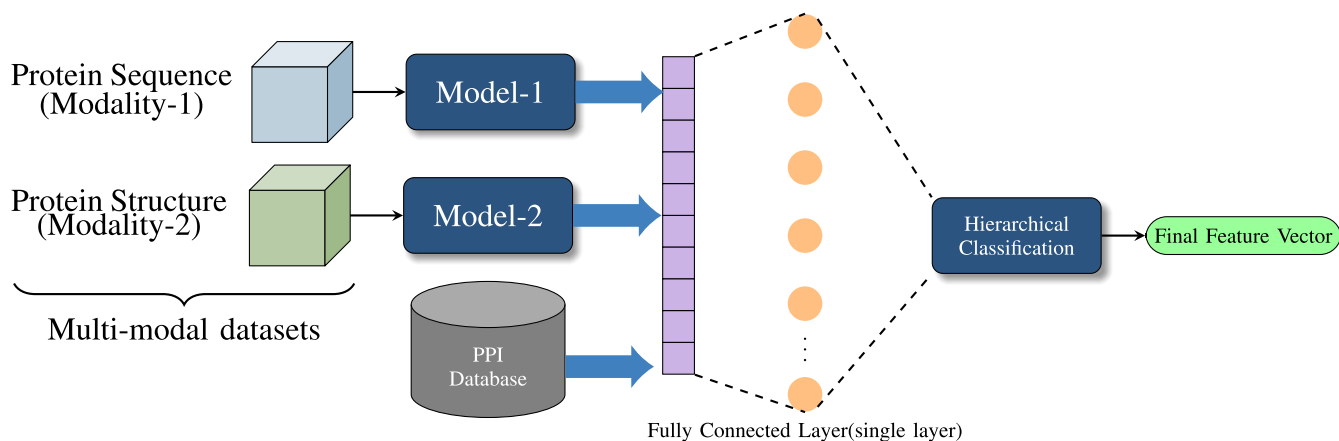 Protein Sequence
(Modality-1)
Model-1
Protein Structure
(Modality-2)
Model-2
Multi-modal datasets
PPI
Database
Fully Connected Layer(single layer)
Hierarchical
Classification
Final Feature Vector